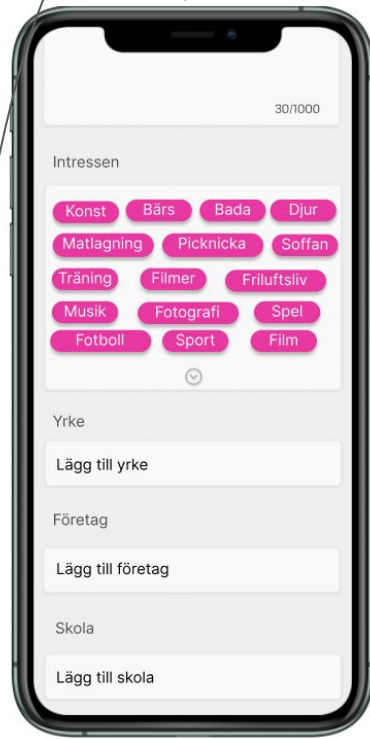 30/1000
Intressen
Konst Bärs Bada Djur
Matlagning Picknicka Soffan
Träning Filmer Friluftsliv
Musik Fotografi Spel
Fotboll Sport Film
Yrke
Lägg till yrke
Företag
Lägg till företag
Skola
Lägg till skola